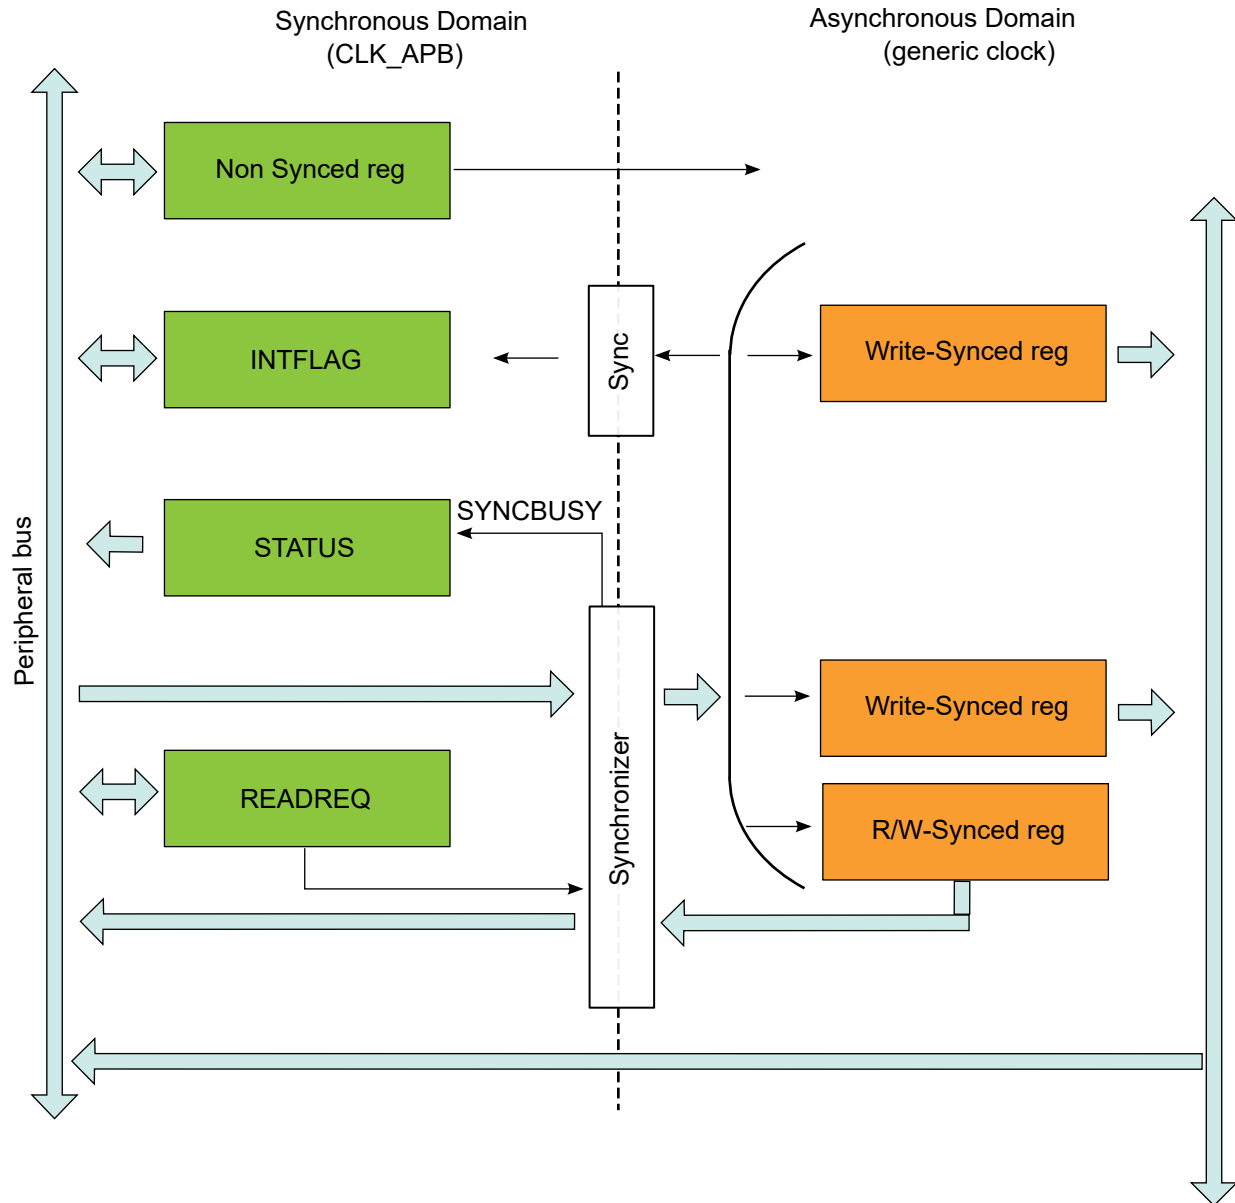 Synchronous Domain
(CLK_APB)
Asynchronous Domain
(generic clock)
Non Synced reg
INTFLAG
Sync
Write-Synced reg
SYNCBUSY
STATUS
Peripheral bus
Write-Synced reg
Synchronizer
READREQ
R/W-Synced reg